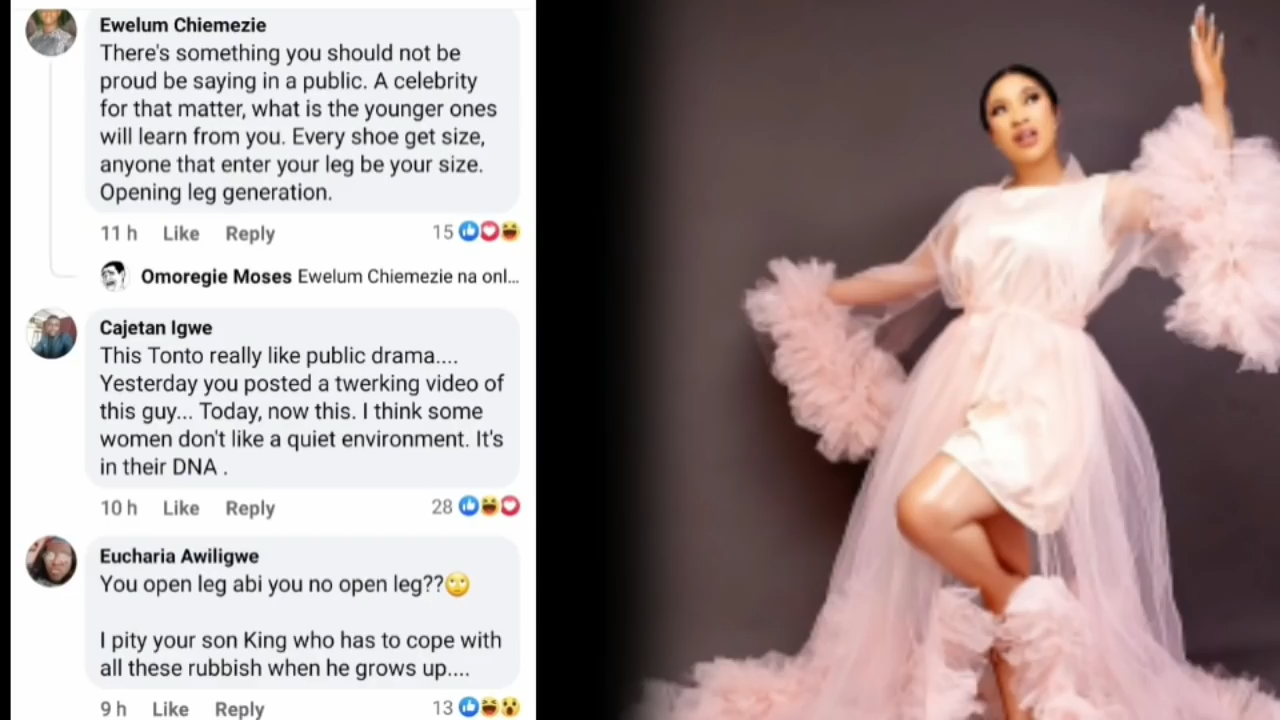 Ewelum Chiemezie
There's something you should not be
proud be saying in a public. A celebrity
for that matter, what is the younger ones
will learn from you. Every shoe get size,
anyone that enter your leg be your size.
Opening leg generation.
11 h Like Reply 15
Omoregie Moses Ewelum Chiemezie na onl...
Cajetan Igwe
This Tonto really like public drama....
Yesterday you posted a twerking video of
this guy... Today, now this. I think some
women don't like a quiet environment. It's
in their DNA .
10 h Like Reply 28
Eucharia Awiligwe
You open leg abi you no open leg??🙄
I pity your son King who has to cope with
all these rubbish when he grows up....
9 h Like Reply 13